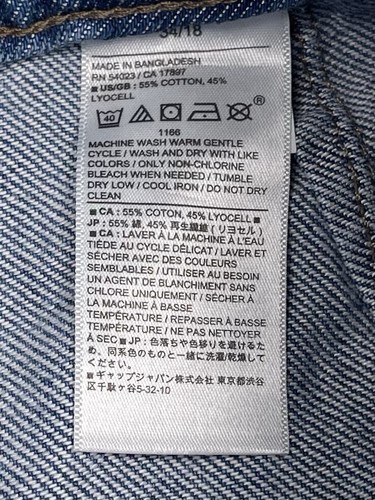 34/18
MADE IN BANGLADESH
RN 54023 / CA 17897
■ US/GB : 55% COTTON, 45%
LYOCELL
40
®
1166
MACHINE WASH WARM GENTLE
CYCLE / WASH AND DRY WITH LIKE
COLORS / ONLY NON-CHLORINE
BLEACH WHEN NEEDED / TUMBLE
DRY LOW / COOL IRON / DO NOT DRY
CLEAN
■ CA : 55% COTON, 45% LYOCELL ■
JP : 55% 綿, 45% 再生繊維 ( リヨセル )
■ CA : LAVER À LA MACHINE À L'EAU
TIÈDE AU CYCLE DÉLICAT / LAVER ET
SÉCHER AVEC DES COULEURS
SEMBLABLES / UTILISER AU BESOIN
UN AGENT DE BLANCHIMENT SANS
CHLORE UNIQUEMENT / SÉCHER À
LA MACHINE À BASSE
TEMPÉRATURE / REPASSER À BASSE
TEMPÉRATURE / NE PAS NETTOYER
À SEC ■ JP : 色落ちや色移りを避けるた
め、同系色のものと一緒に洗濯/乾燥し
てください。
■ ギャップジャパン株式会社 東京都渋谷
区千駄ヶ谷5-32-10